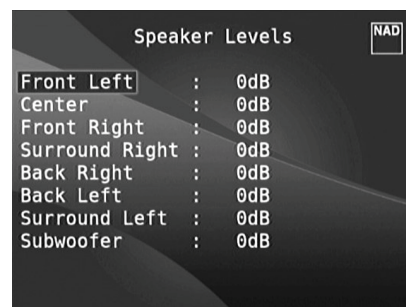 Speaker Levels
NAD
Front Left : 0dB
Center : 0dB
Front Right : 0dB
Surround Right : 0dB
Back Right : 0dB
Back Left : 0dB
Surround Left : 0dB
Subwoofer : 0dB